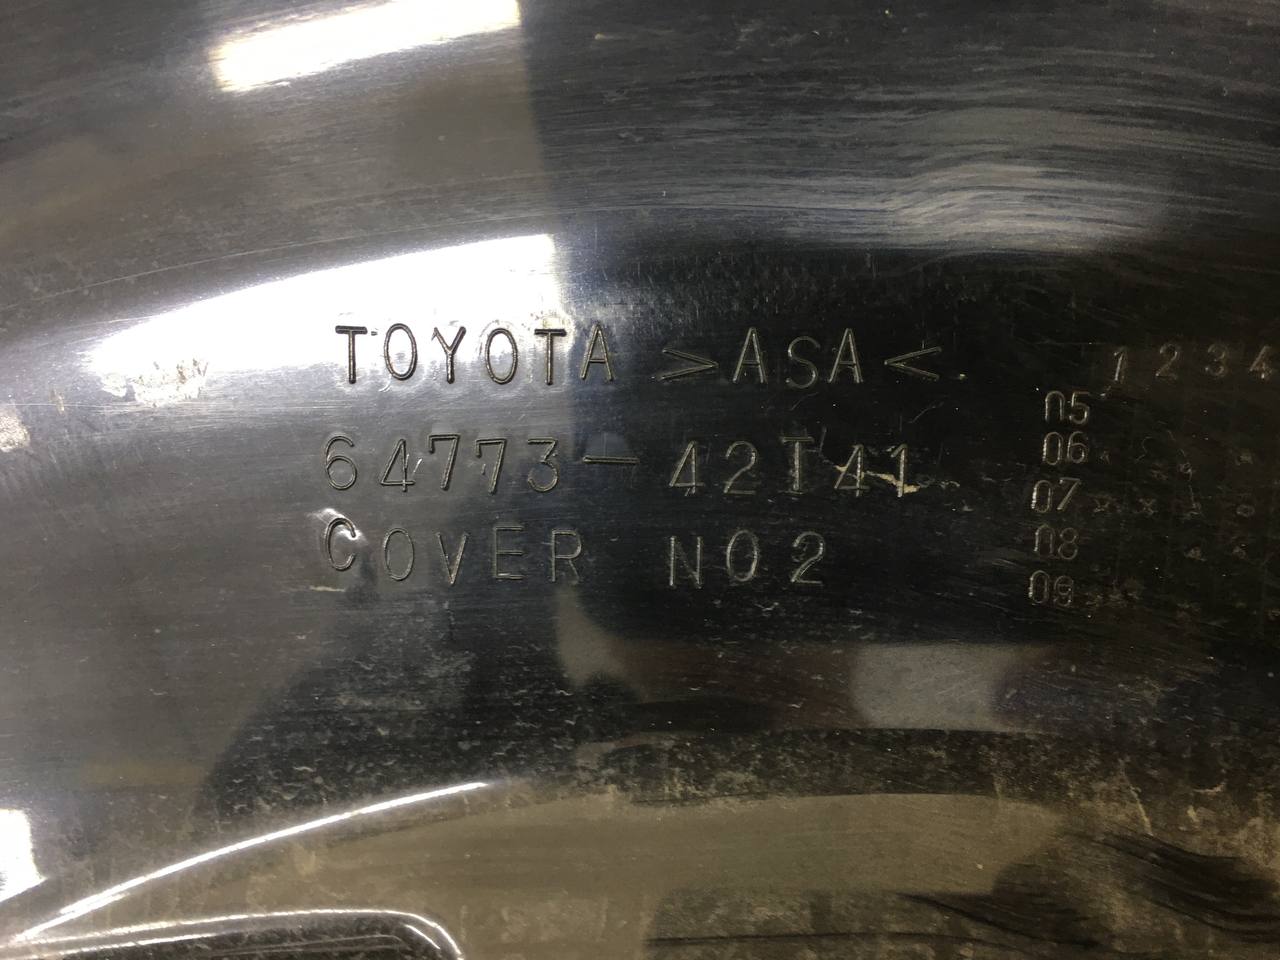 TOYOTA >ASA<
64773-42T41
COVER NO2
1 2 3 4
05
06
07
08
09